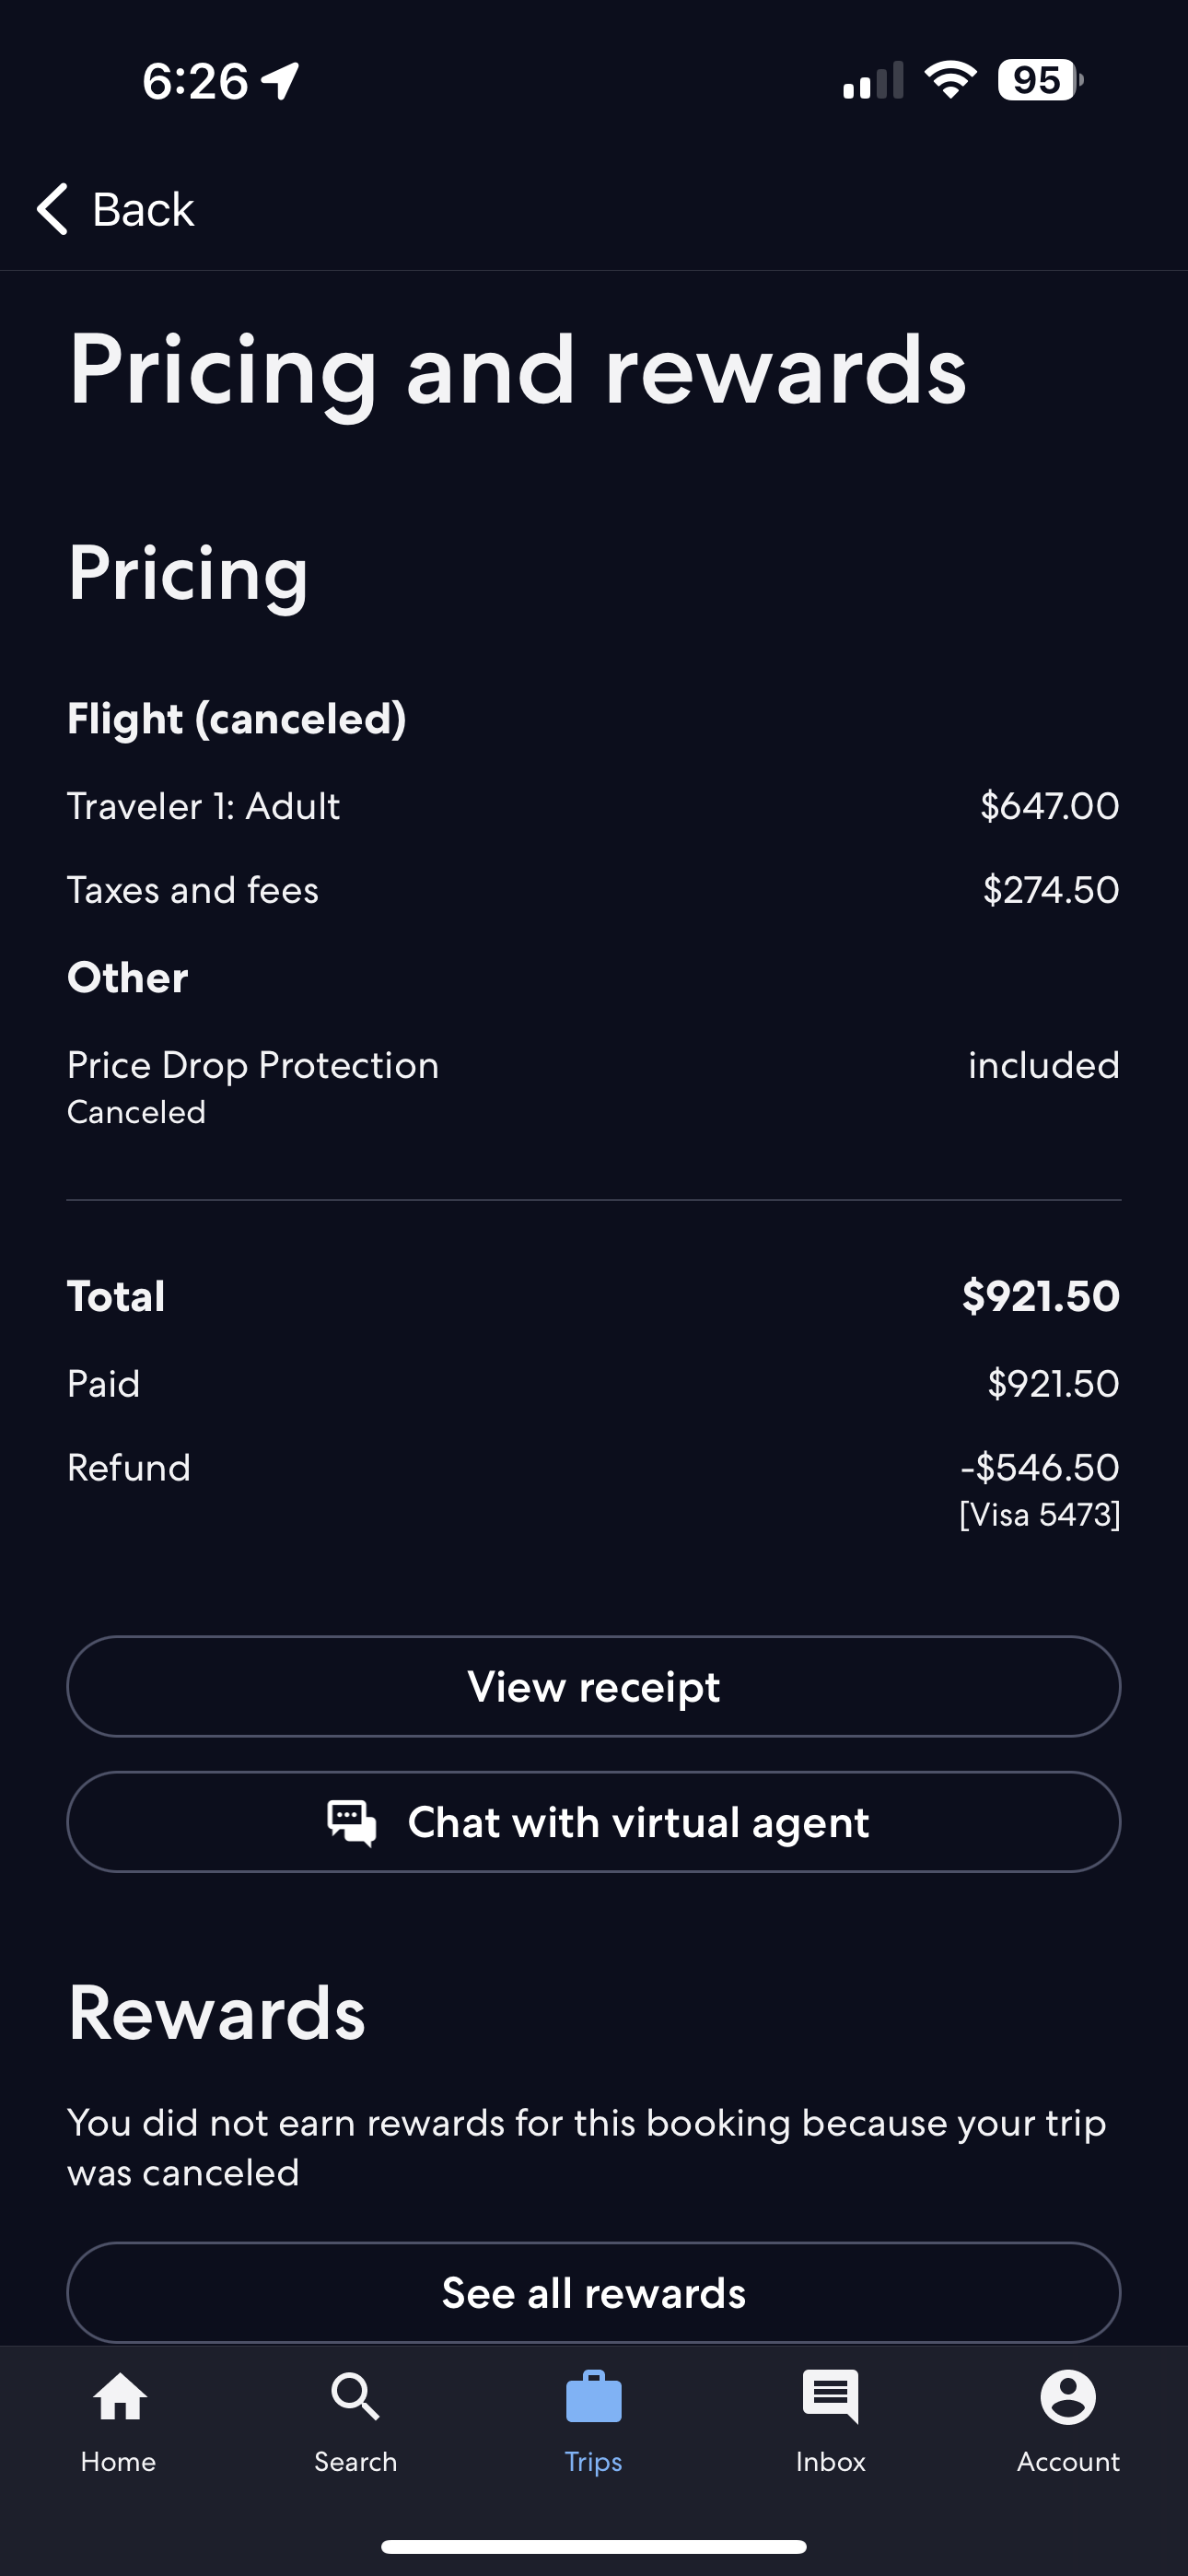 6:26
95
Back
Pricing and rewards
Pricing
Flight (canceled)
Traveler 1: Adult $647.00
Taxes and fees $274.50
Other
Price Drop Protection included
Canceled
Total $921.50
Paid $921.50
Refund -$546.50
[Visa 5473]
View receipt
Chat with virtual agent
Rewards
You did not earn rewards for this booking because your trip
was canceled
See all rewards
Home Search Trips Inbox Account